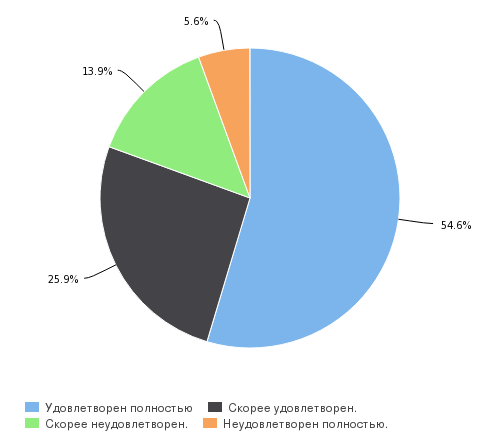 5.6%
13.9%
54.6%
25.9%
Удовлетворен полностью Скорее удовлетворен.
Скорее неудовлетворен. Неудовлетворен полностью.